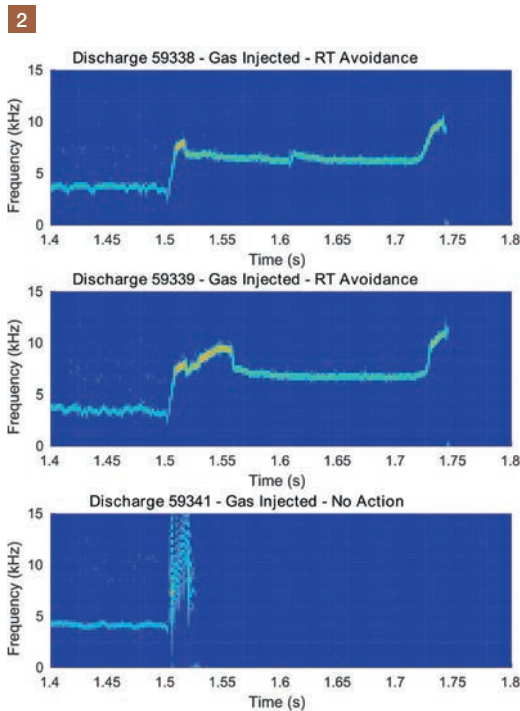 2
Discharge 59338 - Gas Injected - RT Avoidance
15
10
5
0
Frequency (kHz)
1.4 1.45 1.5 1.55 1.6 1.65 1.7 1.75 1.8
Time (s)
Discharge 59339 - Gas Injected - RT Avoidance
15
10
5
0
Frequency (kHz)
1.4 1.45 1.5 1.55 1.6 1.65 1.7 1.75 1.8
Time (s)
Discharge 59341 - Gas Injected - No Action
15
10
5
0
Frequency (kHz)
1.4 1.45 1.5 1.55 1.6 1.65 1.7 1.75 1.8
Time (s)